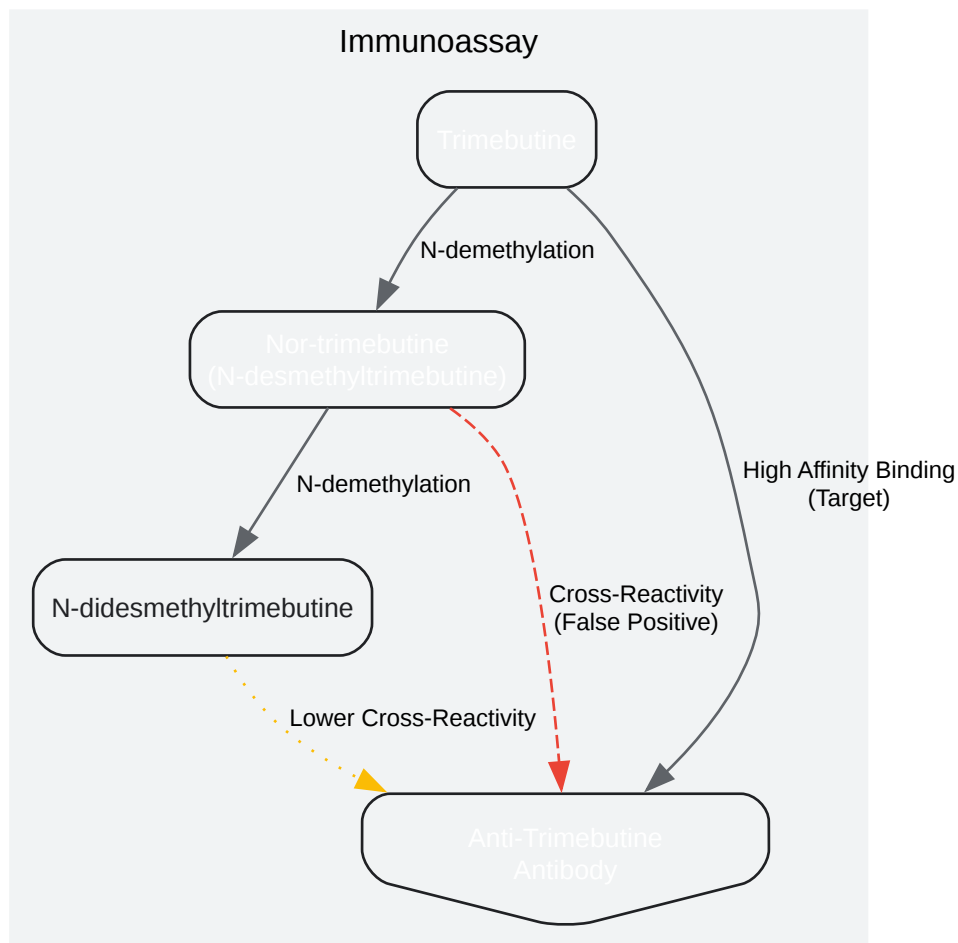 Immunoassay
Trimebutine
N-demethylation
Nor-trimebutine
(N-desmethyltrimebutine)
N-demethylation
High Affinity Binding
(Target)
Cross-Reactivity
(False Positive)
N-didesmethyltrimebutine
Lower Cross-Reactivity
Anti-Trimebutine
Antibody